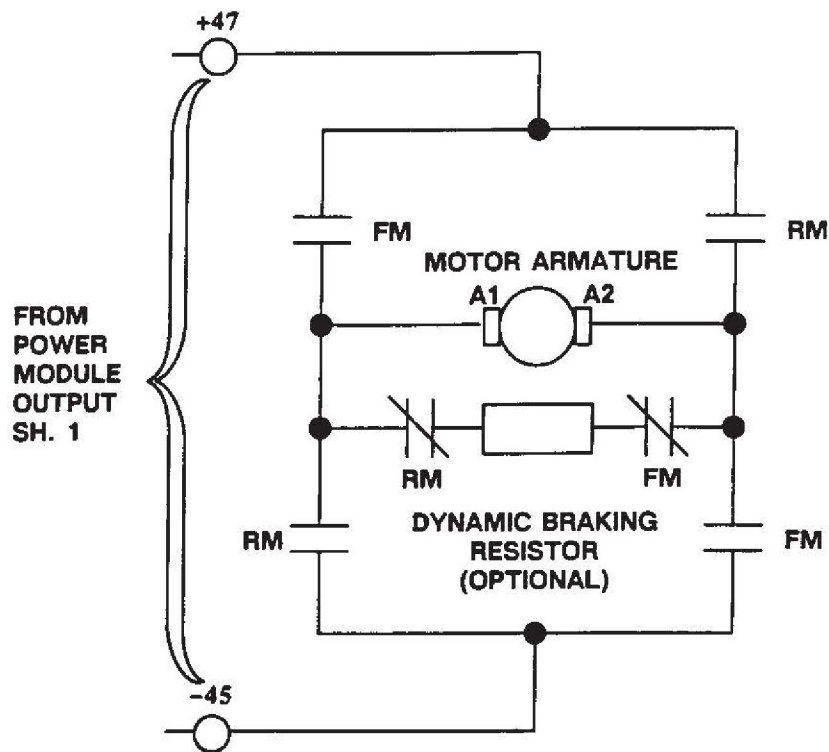 +47
FM
RM
MOTOR ARMATURE
A1
A2
FROM
POWER
MODULE
OUTPUT
SH. 1
RM
FM
RM
DYNAMIC BRAKING
RESISTOR
(OPTIONAL)
FM
-45